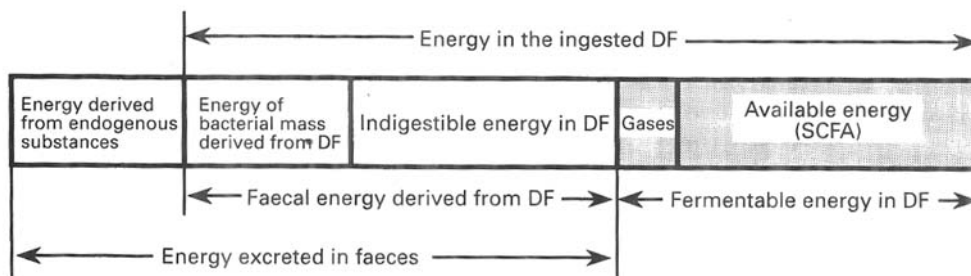 Energy in the ingested DF
Energy derived
from endogenous
substances
Energy of
bacterial mass
derived from DF
Indigestible energy in DF
Gases
Available energy
(SCFA)
Faecal energy derived from DF
Fermentable energy in DF
Energy excreted in faeces